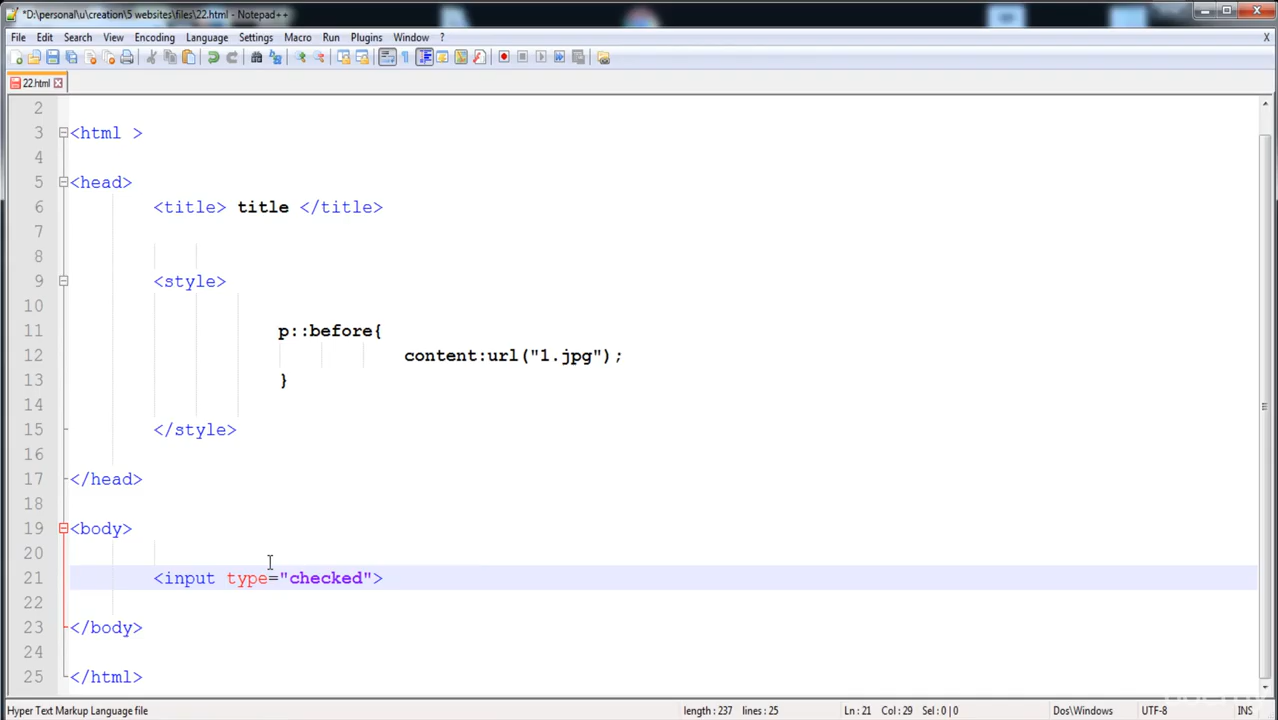 *D:\personal\u\creation\5 websites\files\22.html - Notepad++
File Edit Search View Encoding Language Settings Macro Run Plugins Window ? X
22.html
2
3 <html >
4
5 <head>
6 <title> title </title>
7
8
9 <style>
10
11 p::before{
12 content:url("1.jpg");
13 }
14
15 </style>
16
17 </head>
18
19 <body>
20
21 <input type="checked">
22
23 </body>
24
25 </html>
Hyper Text Markup Language file length : 237 lines : 25 Ln : 21 Col : 29 Sel : 0 | 0 Dos\Windows UTF-8 INS